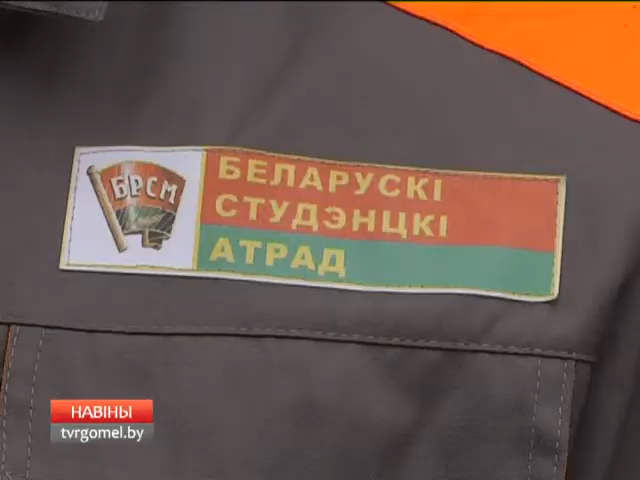 БРСМ
БЕЛАРУСКІ
СТУДЭНЦКІ
АТРАД
НАВІНЫ
tvrgomel.by